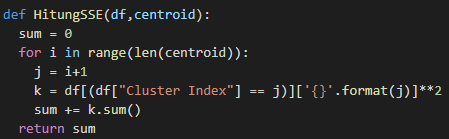 def HitungSSE(df,centroid):
  sum = 0
  for i in range(len(centroid)):
    j = i+1
    k = df[(df["Cluster Index"] == j)]['{}'.format(j)]**2
    sum += k.sum()
  return sum